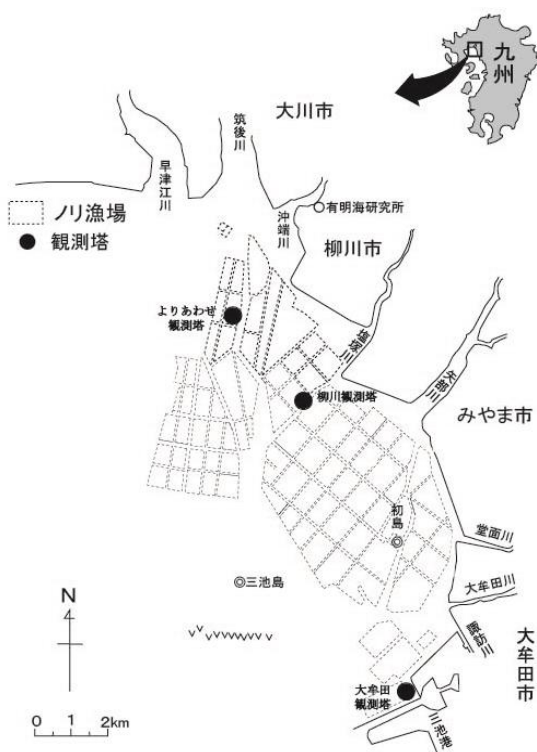 九州
大川市
筑後川
早津江川
有明海研究所
ノリ漁場
観測塔
沖端川
柳川市
よりあわせ
観測塔
塩塚川
矢部川
柳川観測塔
みやま市
初島
堂面川
三池島
大牟田川
N
諏訪川
大牟田市
大牟田
観測塔
三池港
0 1 2km